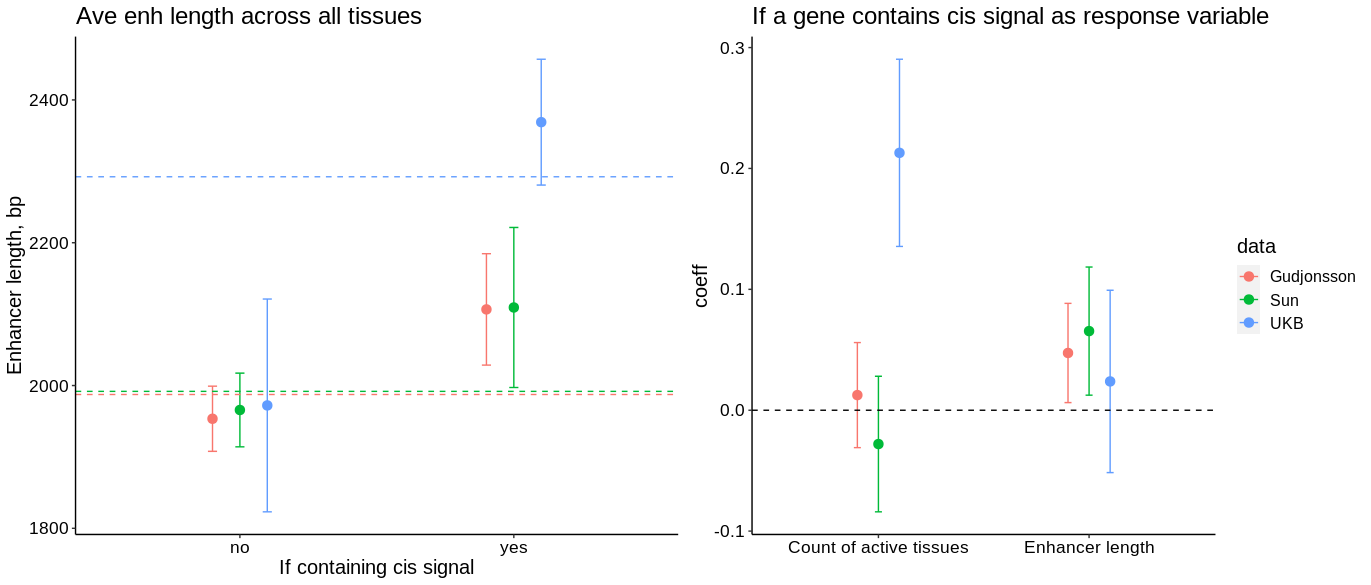 Ave enh length across all tissues
Enhancer length, bp
2400
2200
2000
1800
no
yes
If containing cis signal
If a gene contains cis signal as response variable
coeff
0.3
0.2
0.1
0.0
-0.1
Count of active tissues
Enhancer length
data
Gudjonsson
Sun
UKB